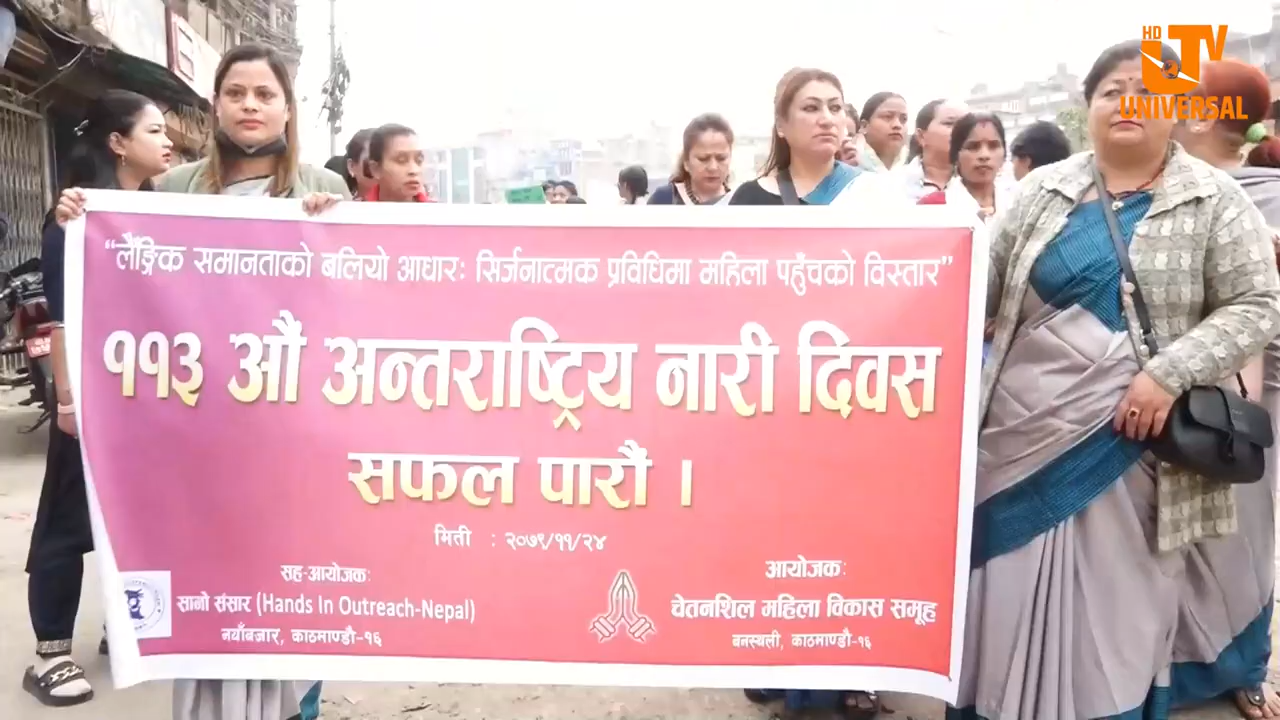 HD
UTV
UNIVERSAL
“लैङ्गिक समानताको बलियो आधारः सिर्जनात्मक प्रविधिमा महिला पहुँचको विस्तार”
११३ औं अन्तराष्ट्रिय नारी दिवस
सफल पारौं ।
मिती : २०७९/११/२४
सह-आयोजकः
सानो संसार (Hands In Outreach-Nepal)
नयाँबजार, काठमाण्डौ-१६
आयोजकः
चेतनशिल महिला विकास समूह
बनस्थली, काठमाण्डौ-१६